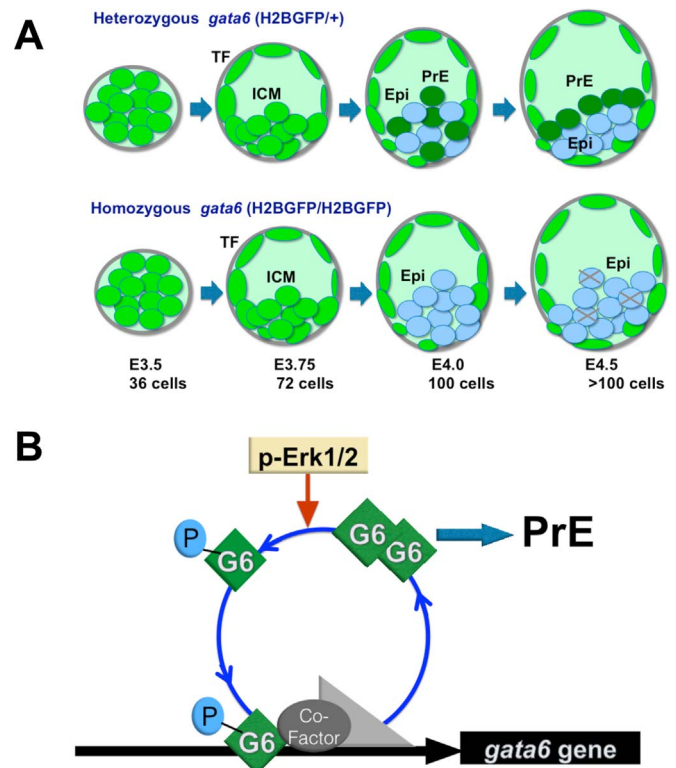 A
Heterozygous gata6 (H2BGFP/+)
TF
ICM
Epi
PrE
PrE
Epi
Homozygous gata6 (H2BGFP/H2BGFP)
TF
ICM
Epi
Epi
E3.5
36 cells
E3.75
72 cells
E4.0
100 cells
E4.5
>100 cells
B
p-Erk1/2
P
G6
G6
G6
PrE
P
G6
Co-
Factor
gata6 gene